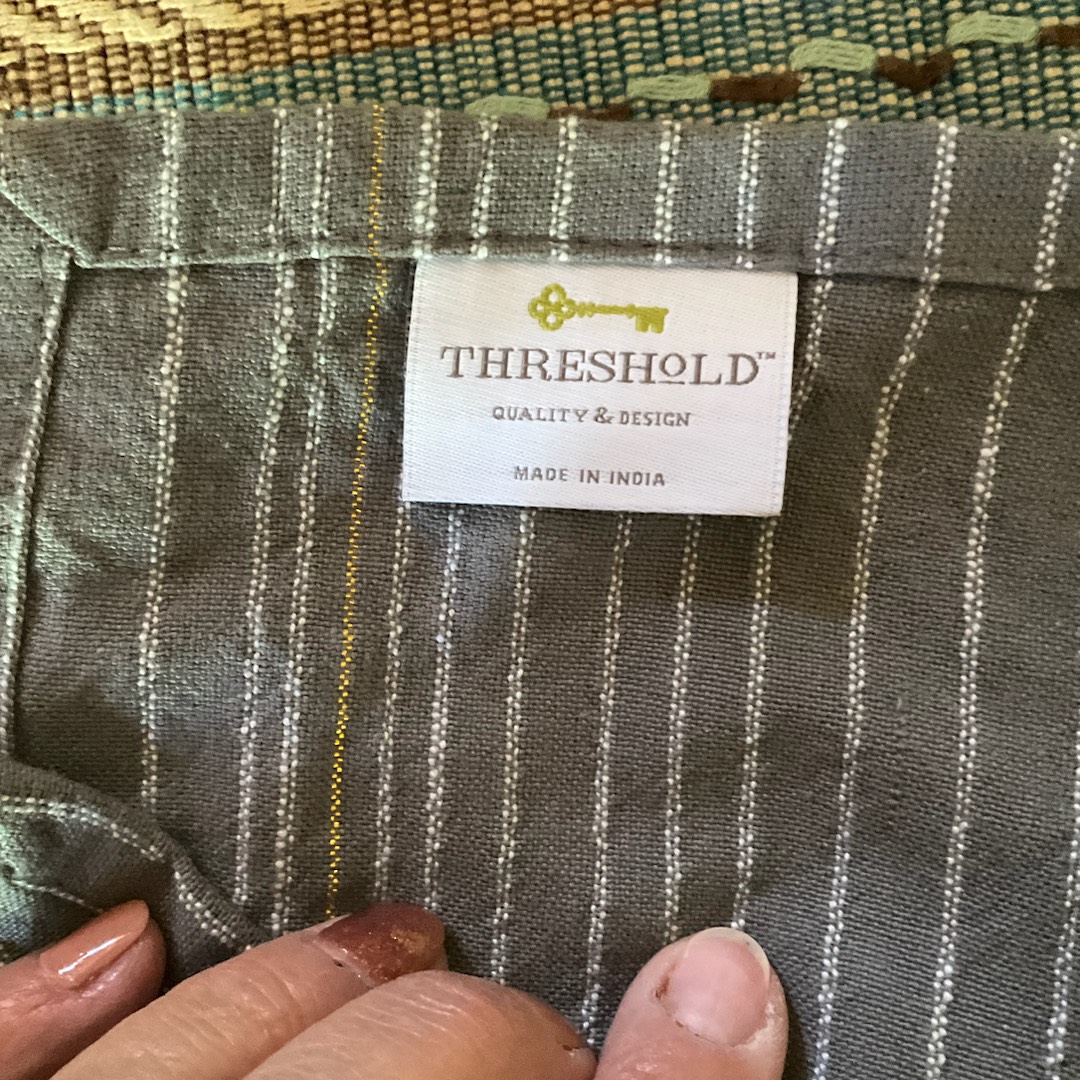 THRESHOLD™
QUALITY & DESIGN
MADE IN INDIA